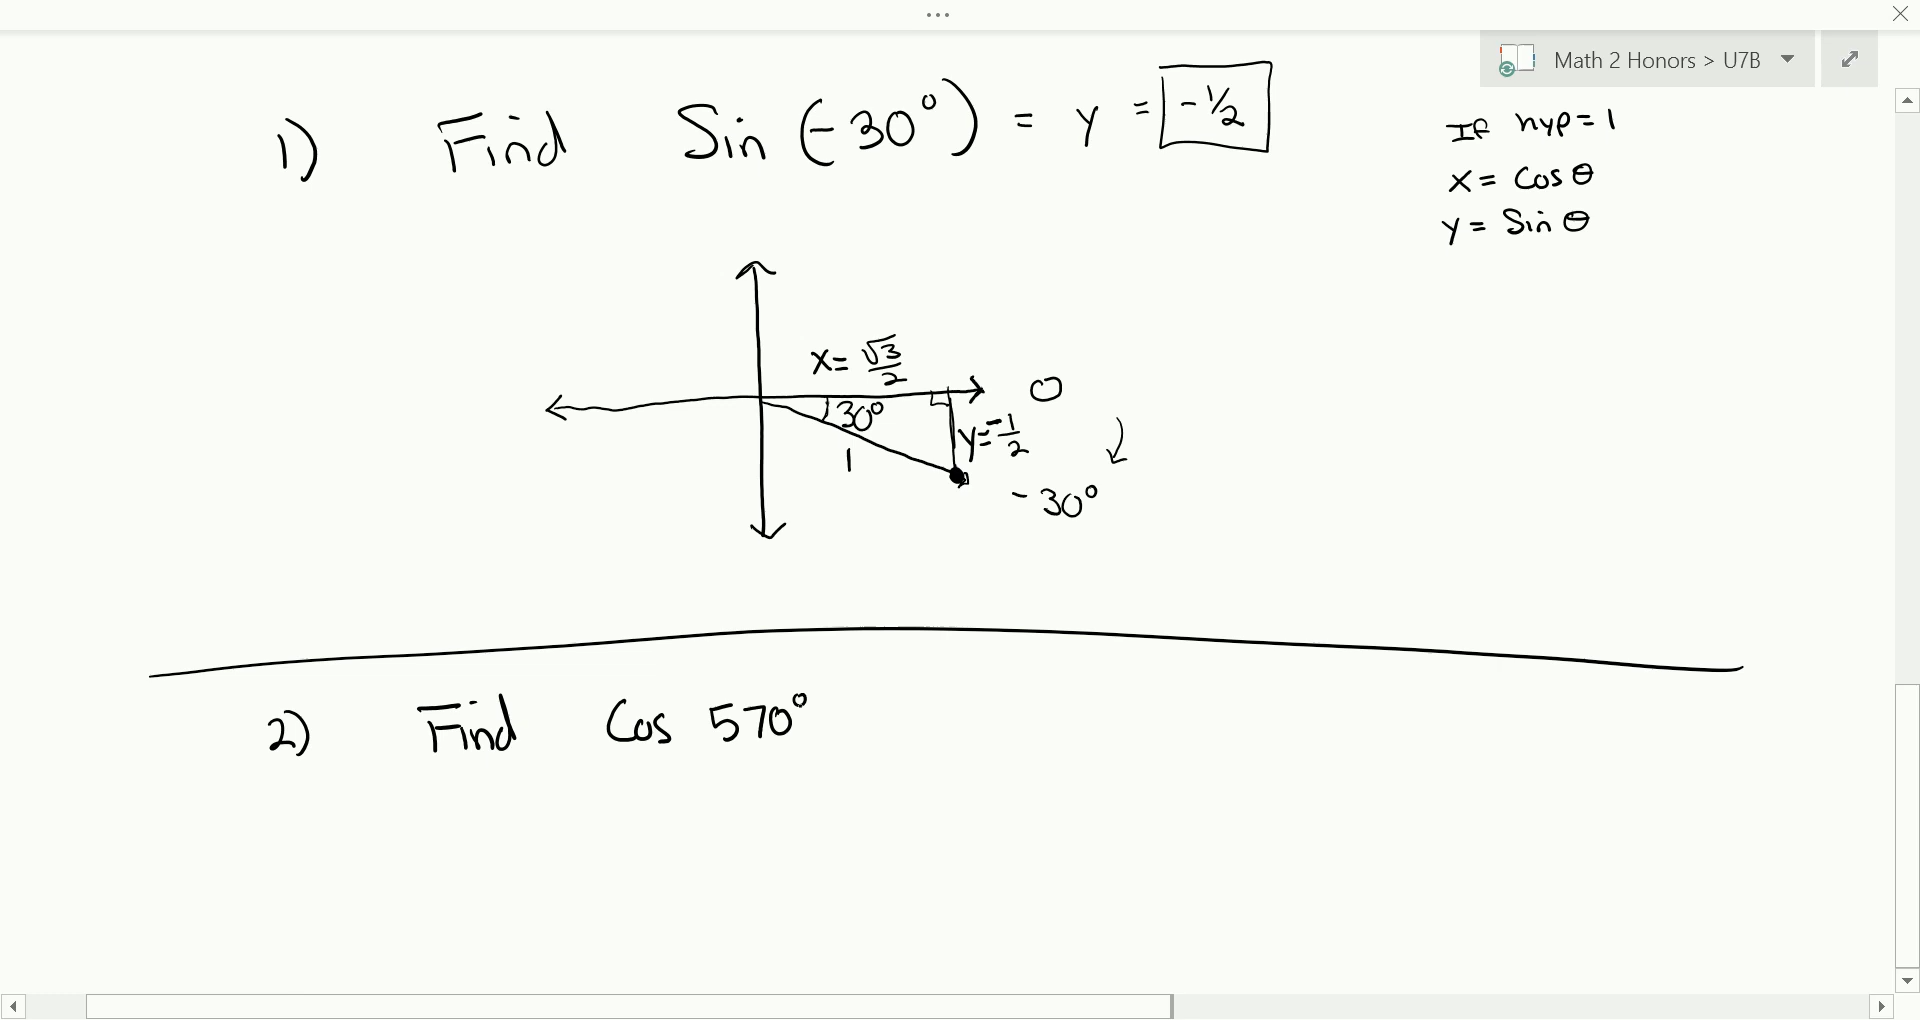 Math 2 Honors > U7B
1) Find Sin (-30°) = y = -1/2
If hyp = 1
x = Cos θ
y = Sin θ
x = √3/2
0
30°
y = -1/2
1
-30°
2) Find Cos 570°